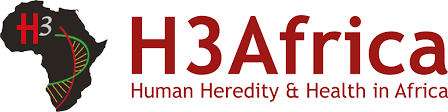 H3
H3Africa
Human Heredity & Health in Africa